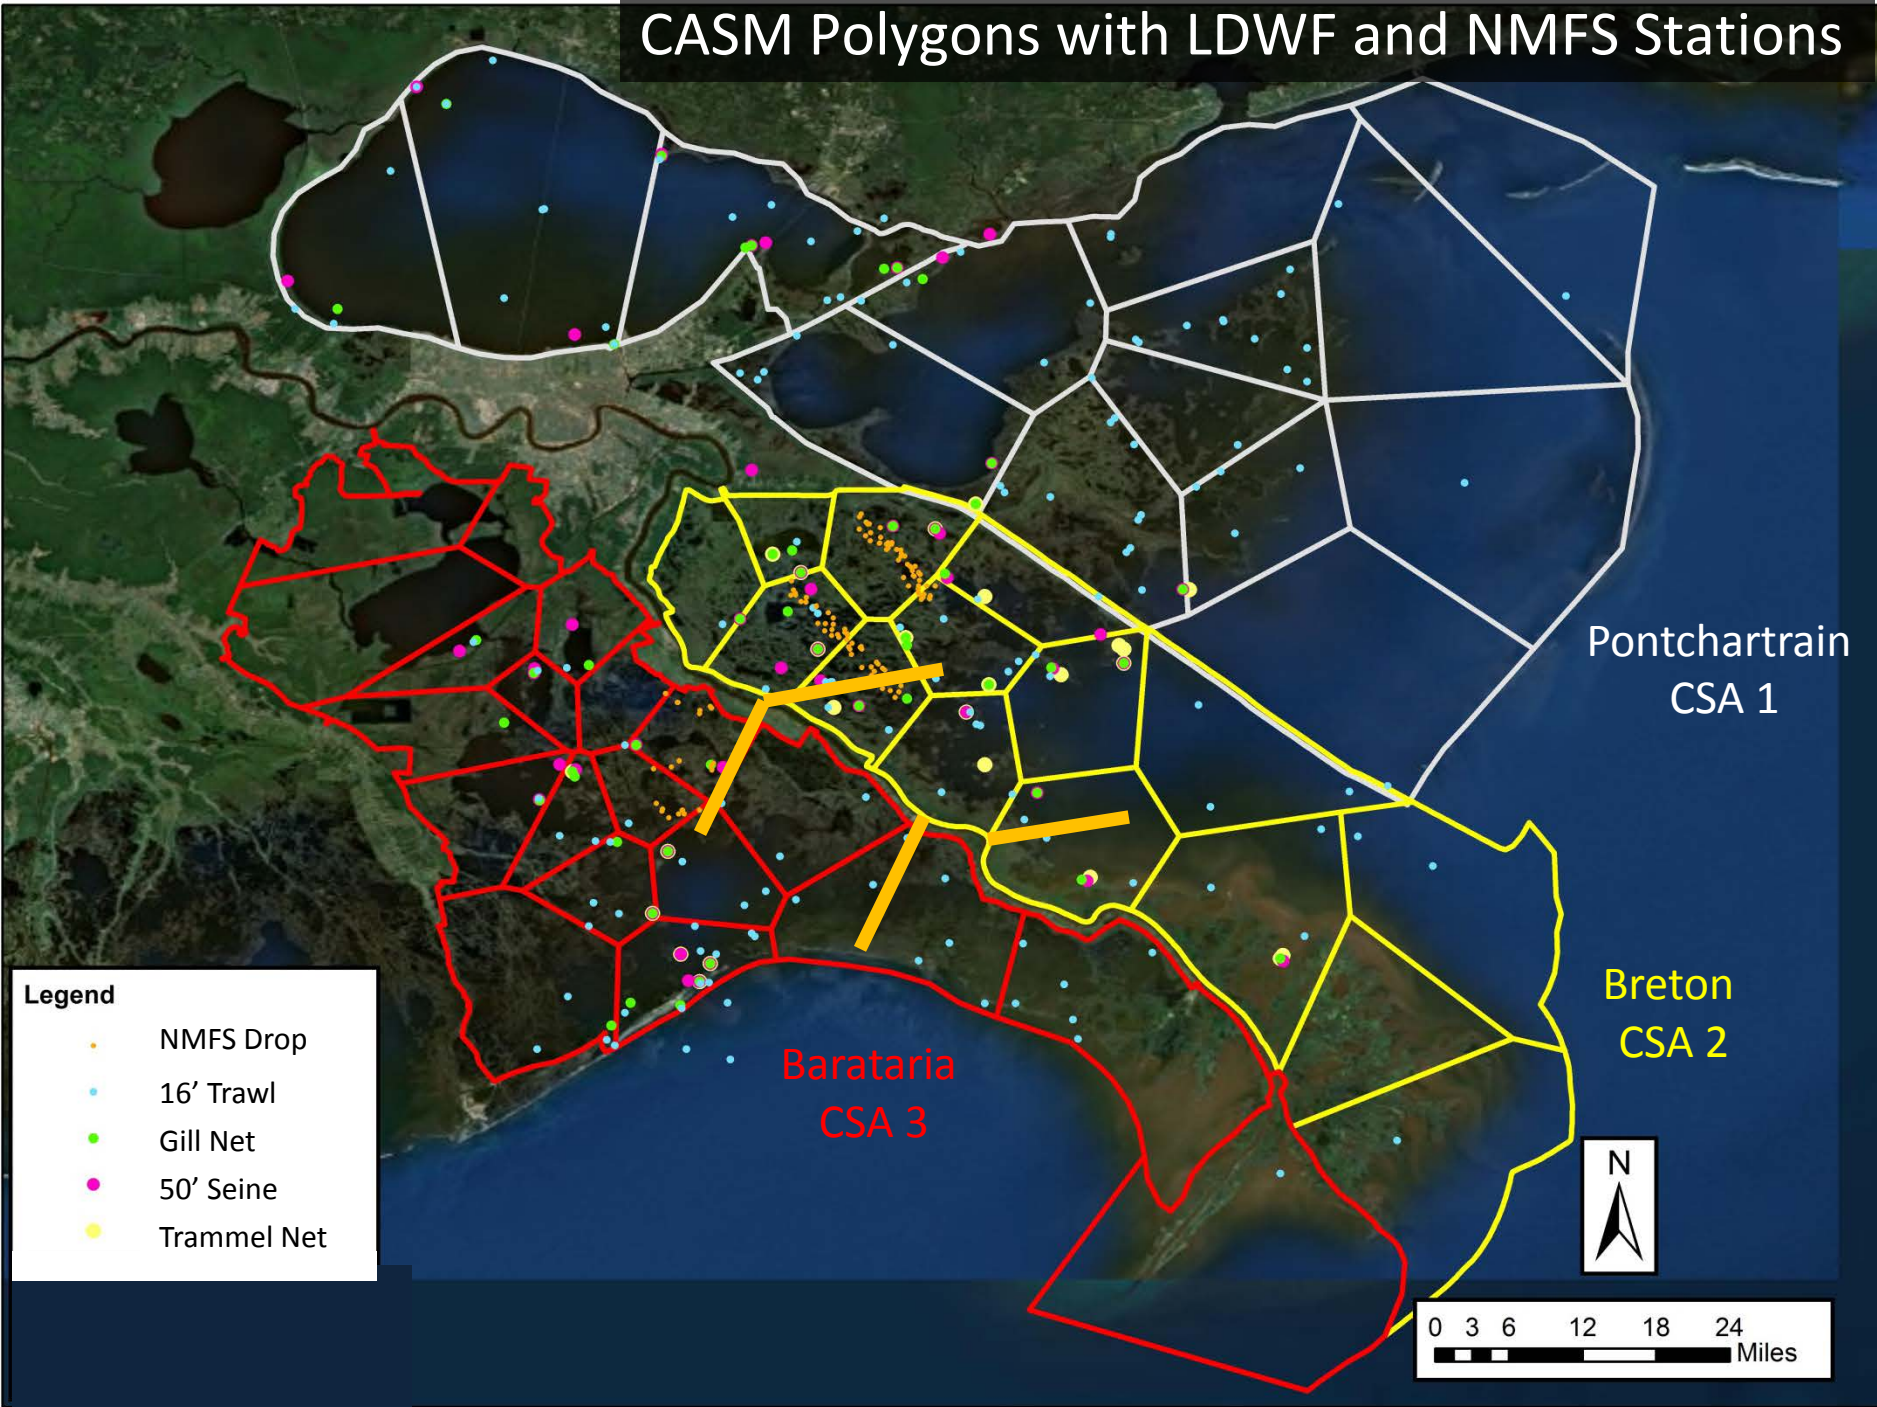 CASM Polygons with LDWF and NMFS Stations
Pontchartrain
CSA 1
Breton
CSA 2
Barataria
CSA 3
Legend
NMFS Drop
16’ Trawl
Gill Net
50’ Seine
Trammel Net
N
0 3 6 12 18 24
Miles